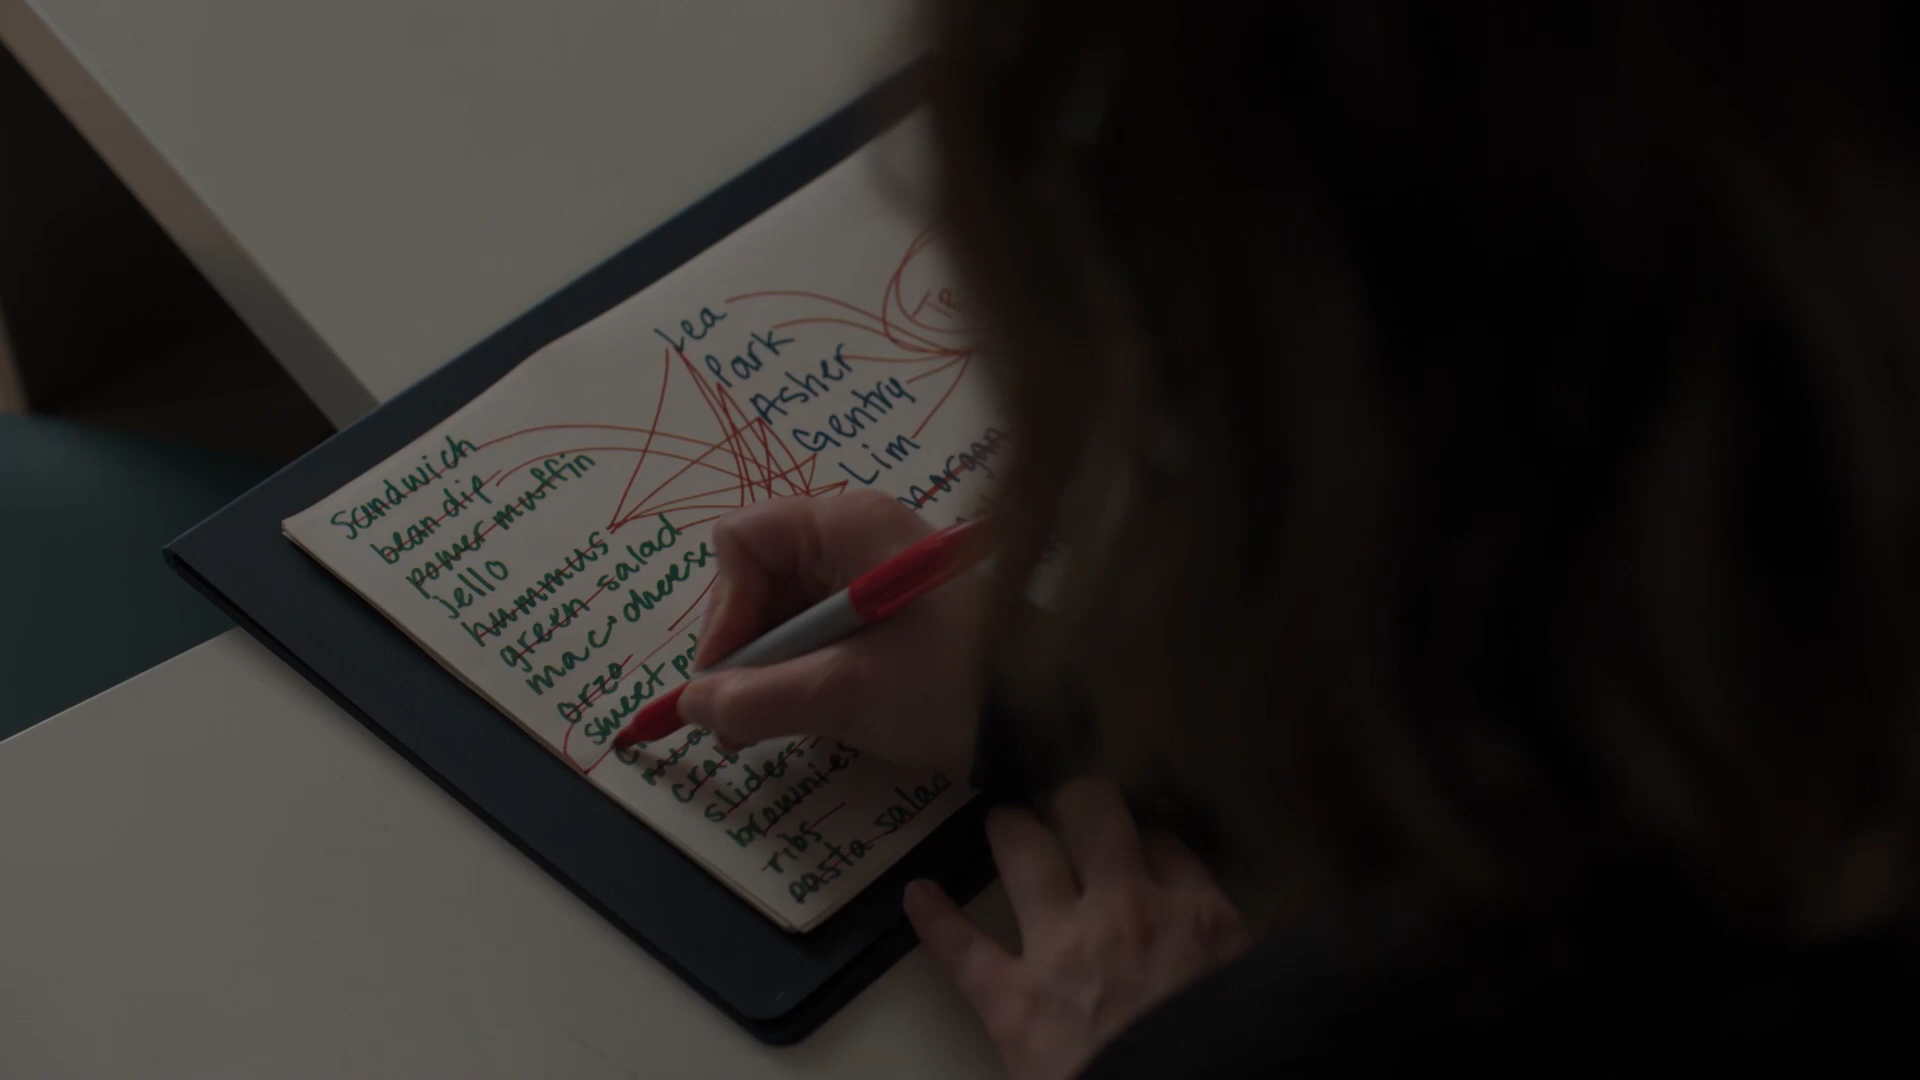 Lea
Park
Asher
Gentry
Lim
morgan
sandwich
bean dip
power muffin
jello
hummus
green salad
mac + cheese
orzo
sweet
sliders
brownies
ribs
pasta salad